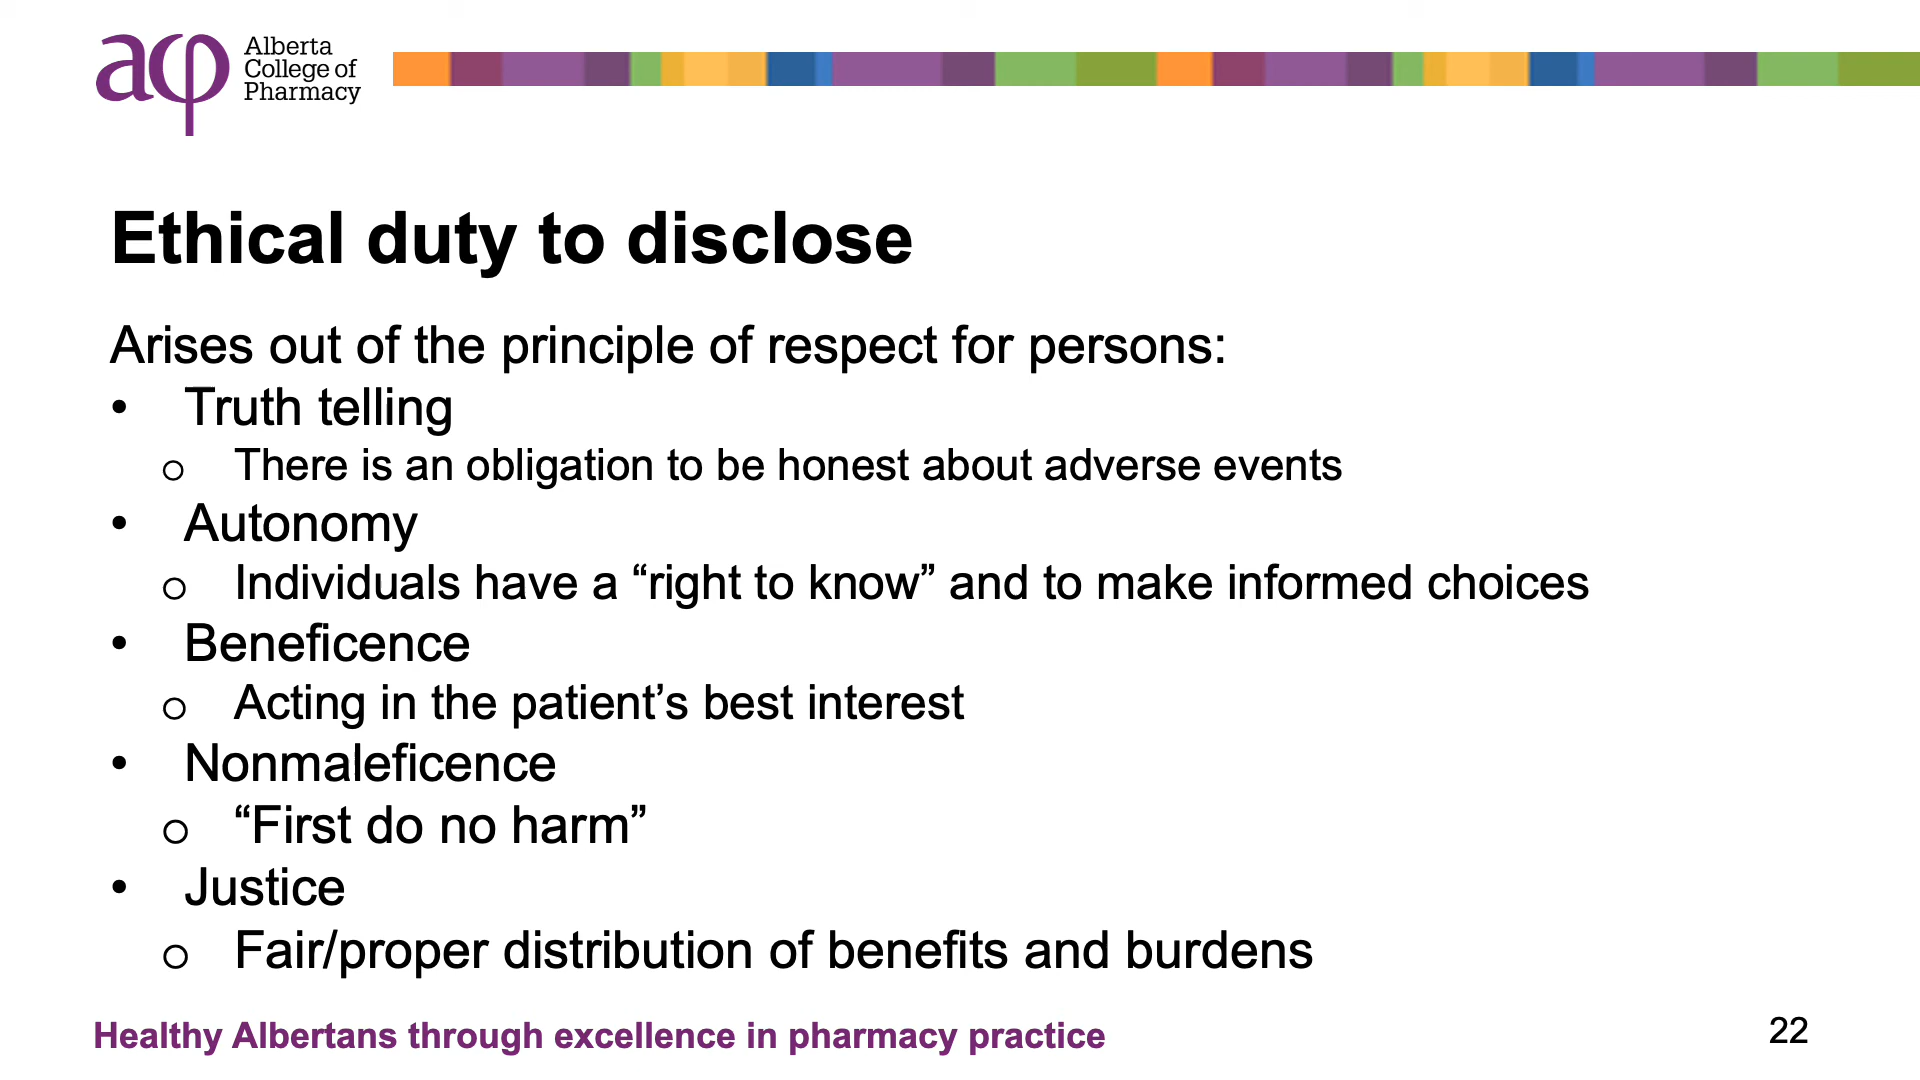 Alberta
College of
Pharmacy
Ethical duty to disclose
Arises out of the principle of respect for persons:
• Truth telling
o There is an obligation to be honest about adverse events
• Autonomy
o Individuals have a “right to know” and to make informed choices
• Beneficence
o Acting in the patient’s best interest
• Nonmaleficence
o “First do no harm”
• Justice
o Fair/proper distribution of benefits and burdens
Healthy Albertans through excellence in pharmacy practice
22